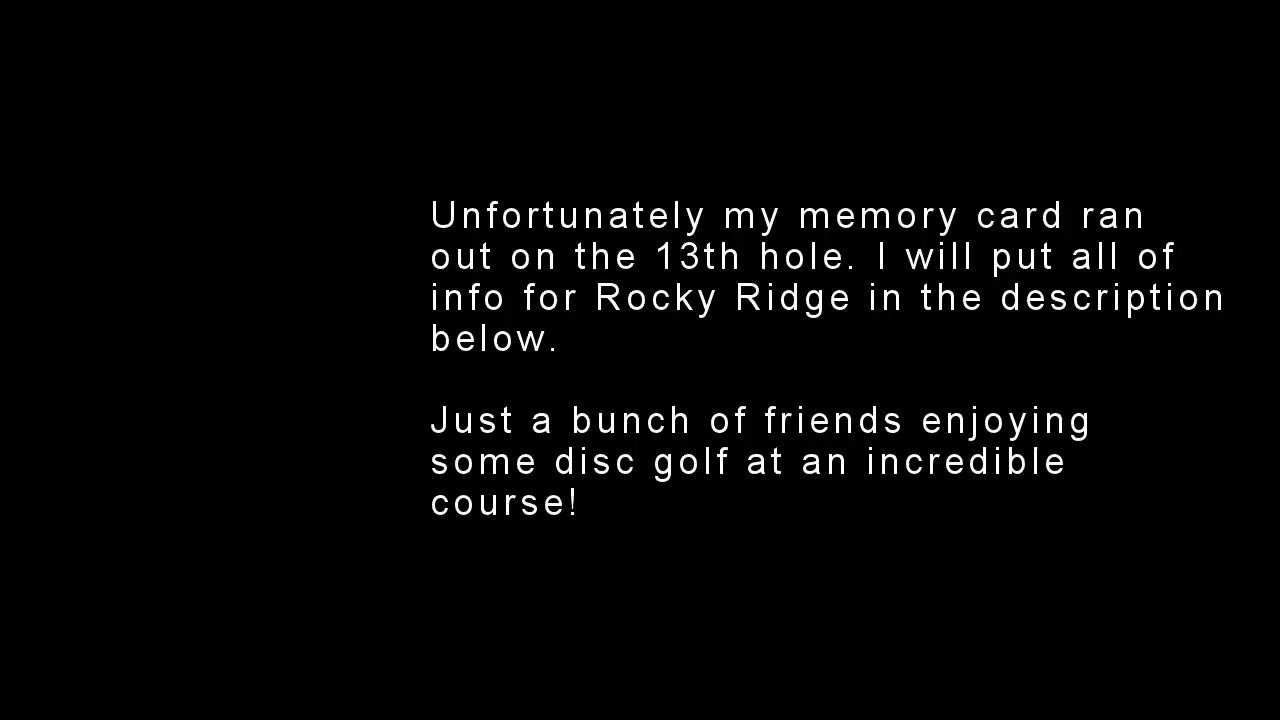 Unfortunately my memory card ran
out on the 13th hole. I will put all of
info for Rocky Ridge in the description
below.
Just a bunch of friends enjoying
some disc golf at an incredible
course!